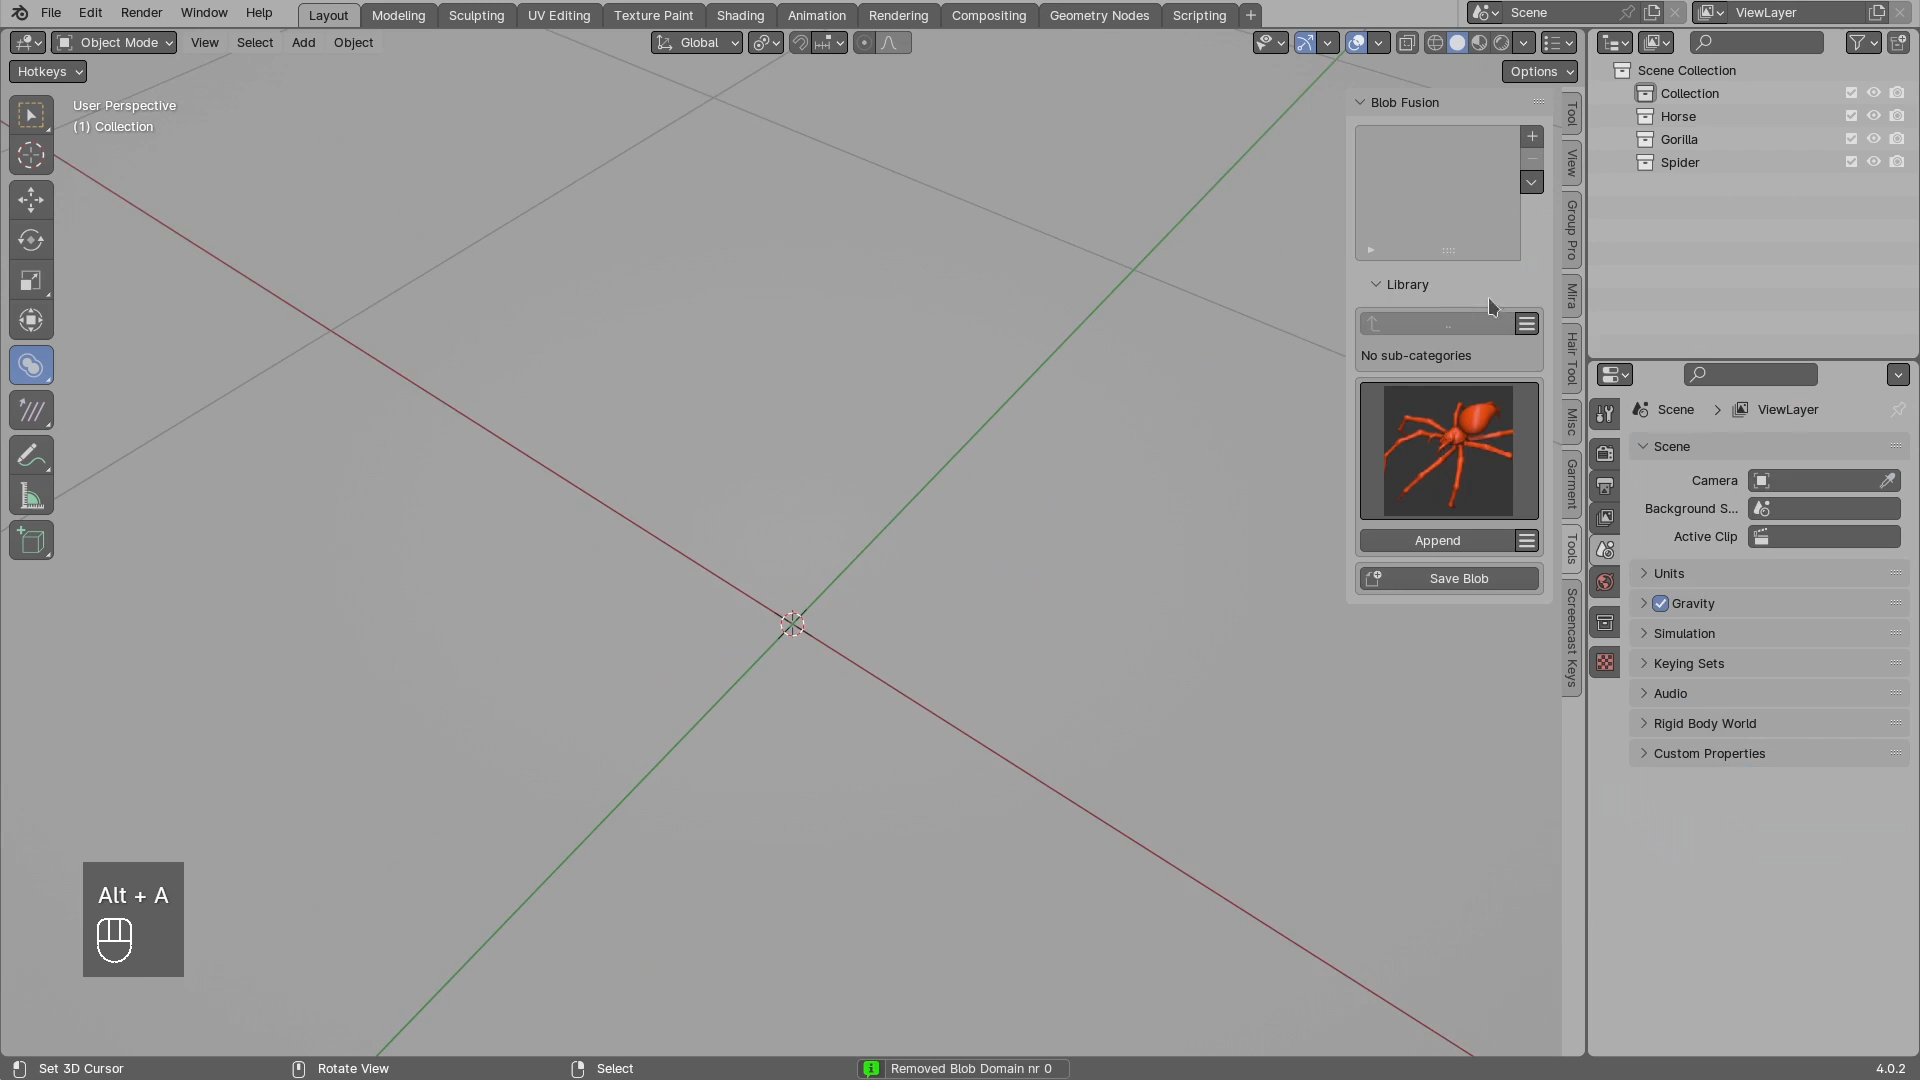 File Edit Render Window Help Layout Modeling Sculpting UV Editing Texture Paint Shading Animation Rendering Compositing Geometry Nodes Scripting + Scene ViewLayer
Object Mode View Select Add Object Global
Hotkeys Options
User Perspective
(1) Collection
Blob Fusion
Library
..
No sub-categories
Append
Save Blob
Tool
View
Group Pro
Mira
Hair Tool
Misc
Garment
Tools
Screencast Keys
Scene Collection
Collection
Horse
Gorilla
Spider
Scene > ViewLayer
Scene
Camera
Background S...
Active Clip
Units
Gravity
Simulation
Keying Sets
Audio
Rigid Body World
Custom Properties
Alt + A
Set 3D Cursor Rotate View Select Removed Blob Domain nr 0 4.0.2